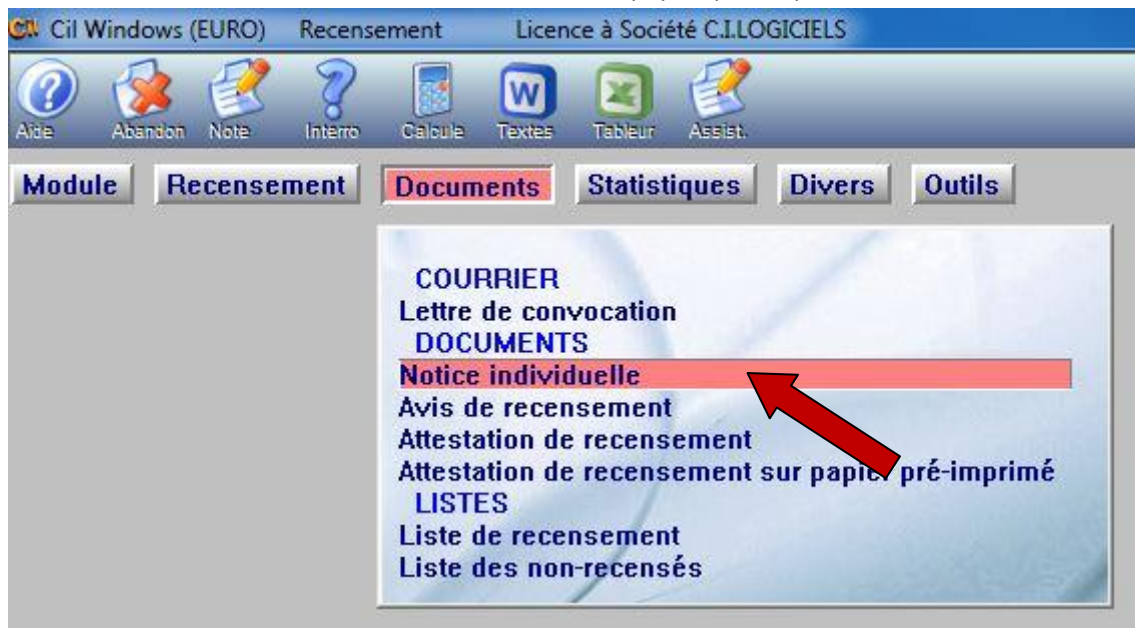 Cil Windows (EURO) Recensement Licence à Société C.I.LOGICIELS
Aide Abandon Note Interro Calcule Textes Tableur Assist.
Module Recensement Documents Statistiques Divers Outils
COURRIER
Lettre de convocation
DOCUMENTS
Notice individuelle
Avis de recensement
Attestation de recensement
Attestation de recensement sur papier pré-imprimé
LISTES
Liste de recensement
Liste des non-recensés